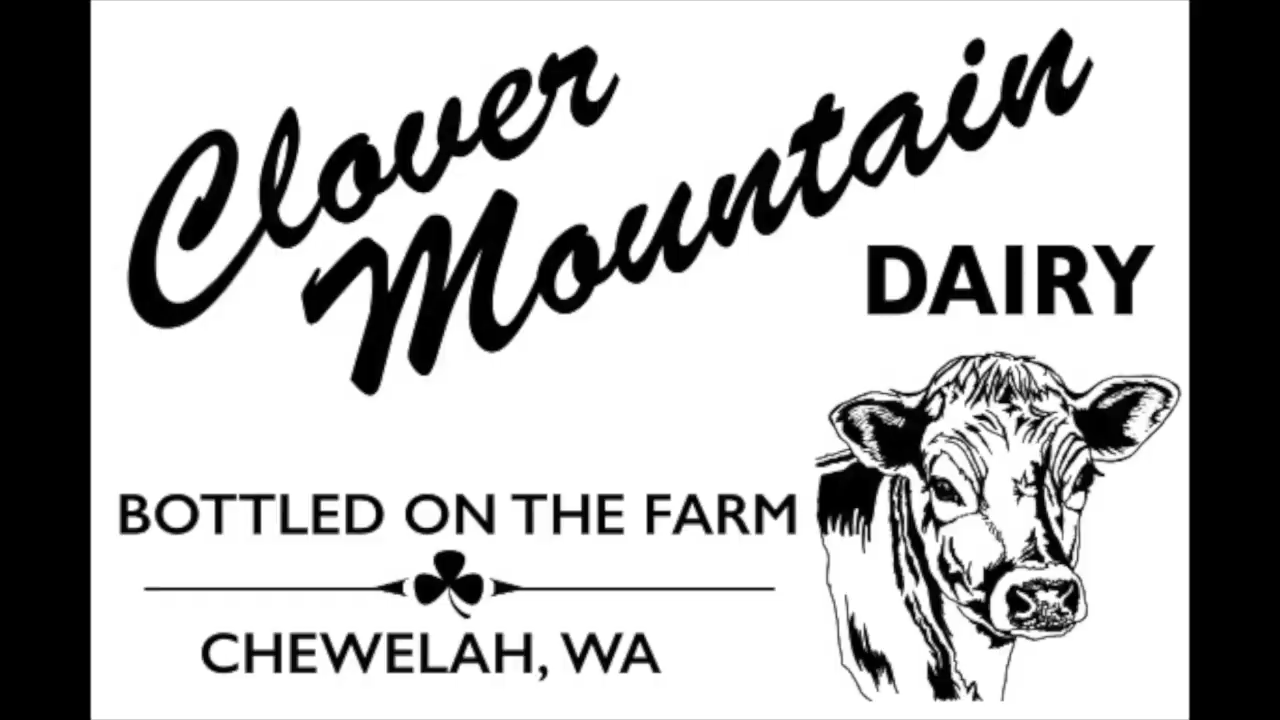 Clover
Mountain
DAIRY
BOTTLED ON THE FARM
CHEWELAH, WA